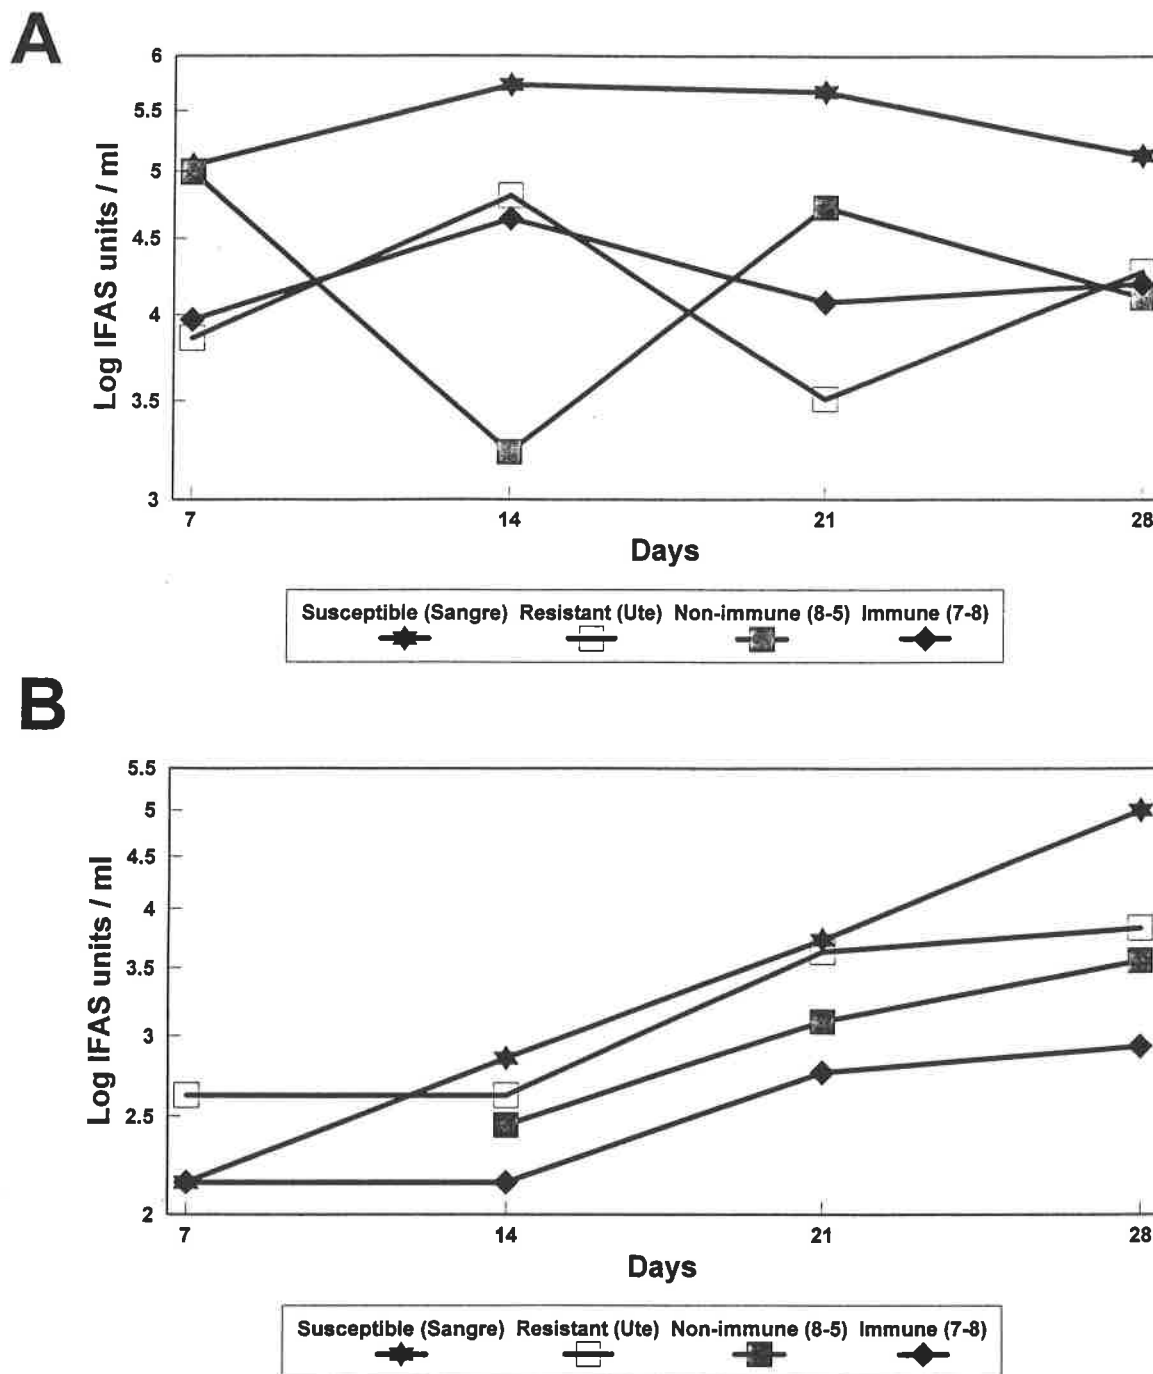 A
6
5.5
5
4.5
4
3.5
3
Log IFAS units / ml
7 14 21 28
Days
Susceptible (Sangre) Resistant (Ute) Non-immune (8-5) Immune (7-8)
B
5.5
5
4.5
4
3.5
3
2.5
2
Log IFAS units / ml
7 14 21 28
Days
Susceptible (Sangre) Resistant (Ute) Non-immune (8-5) Immune (7-8)